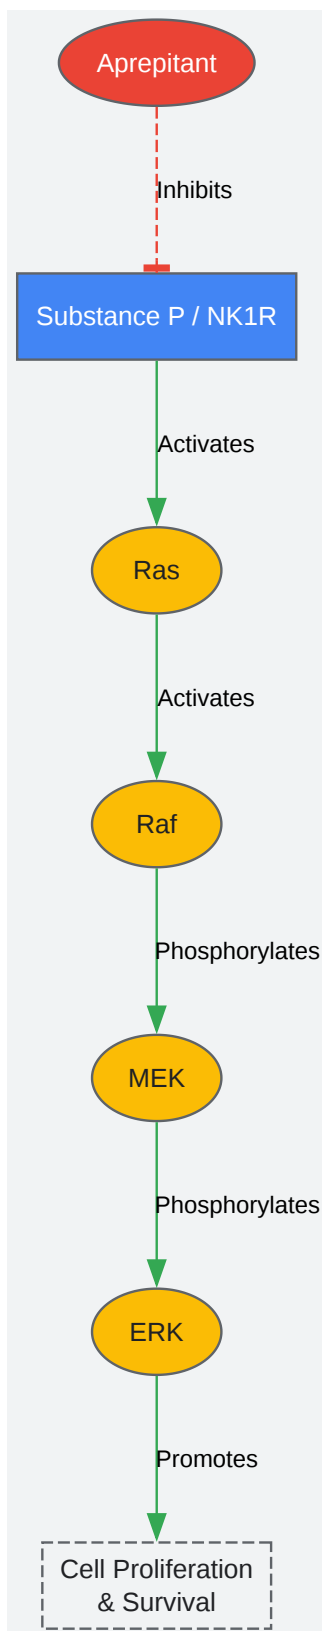 Aprepitant
Inhibits
Substance P / NK1R
Activates
Ras
Activates
Raf
Phosphorylates
MEK
Phosphorylates
ERK
Promotes
Cell Proliferation
& Survival